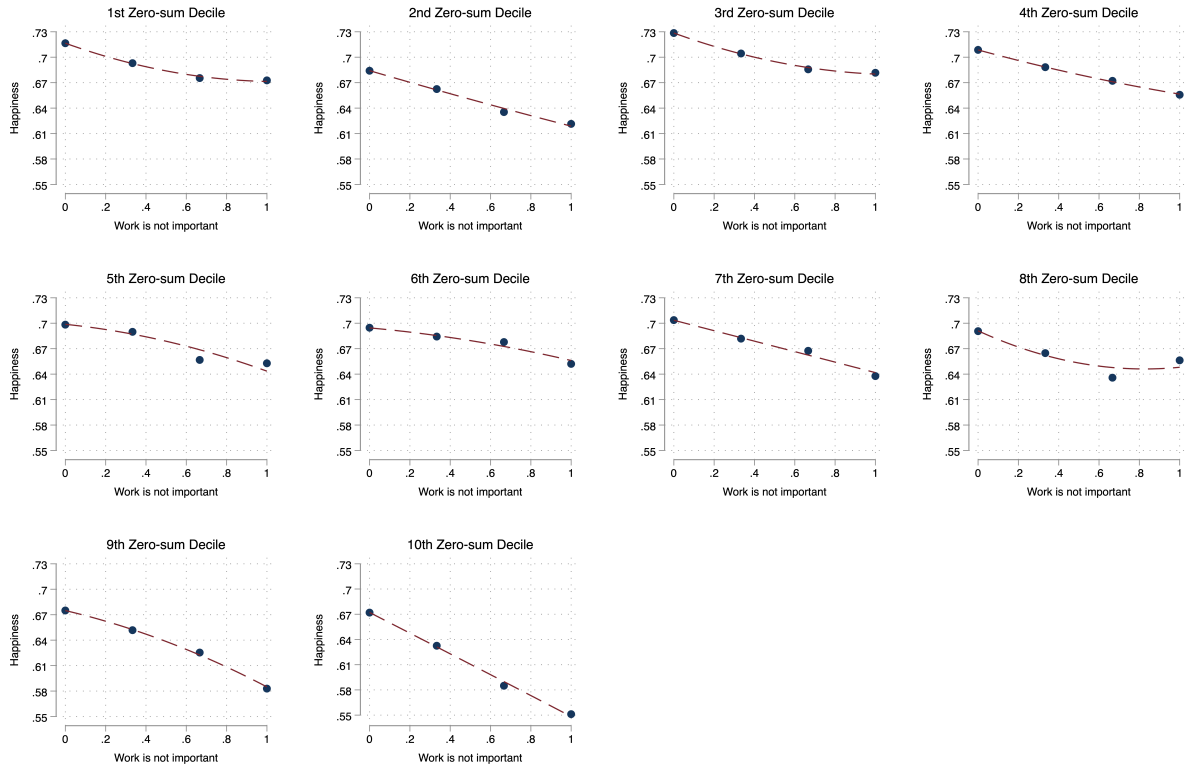 1st Zero-sum Decile
Happiness
.73
.7
.67
.64
.61
.58
.55
0 .2 .4 .6 .8 1
Work is not important
2nd Zero-sum Decile
Happiness
.73
.7
.67
.64
.61
.58
.55
0 .2 .4 .6 .8 1
Work is not important
3rd Zero-sum Decile
Happiness
.73
.7
.67
.64
.61
.58
.55
0 .2 .4 .6 .8 1
Work is not important
4th Zero-sum Decile
Happiness
.73
.7
.67
.64
.61
.58
.55
0 .2 .4 .6 .8 1
Work is not important
5th Zero-sum Decile
Happiness
.73
.7
.67
.64
.61
.58
.55
0 .2 .4 .6 .8 1
Work is not important
6th Zero-sum Decile
Happiness
.73
.7
.67
.64
.61
.58
.55
0 .2 .4 .6 .8 1
Work is not important
7th Zero-sum Decile
Happiness
.73
.7
.67
.64
.61
.58
.55
0 .2 .4 .6 .8 1
Work is not important
8th Zero-sum Decile
Happiness
.73
.7
.67
.64
.61
.58
.55
0 .2 .4 .6 .8 1
Work is not important
9th Zero-sum Decile
Happiness
.73
.7
.67
.64
.61
.58
.55
0 .2 .4 .6 .8 1
Work is not important
10th Zero-sum Decile
Happiness
.73
.7
.67
.64
.61
.58
.55
0 .2 .4 .6 .8 1
Work is not important